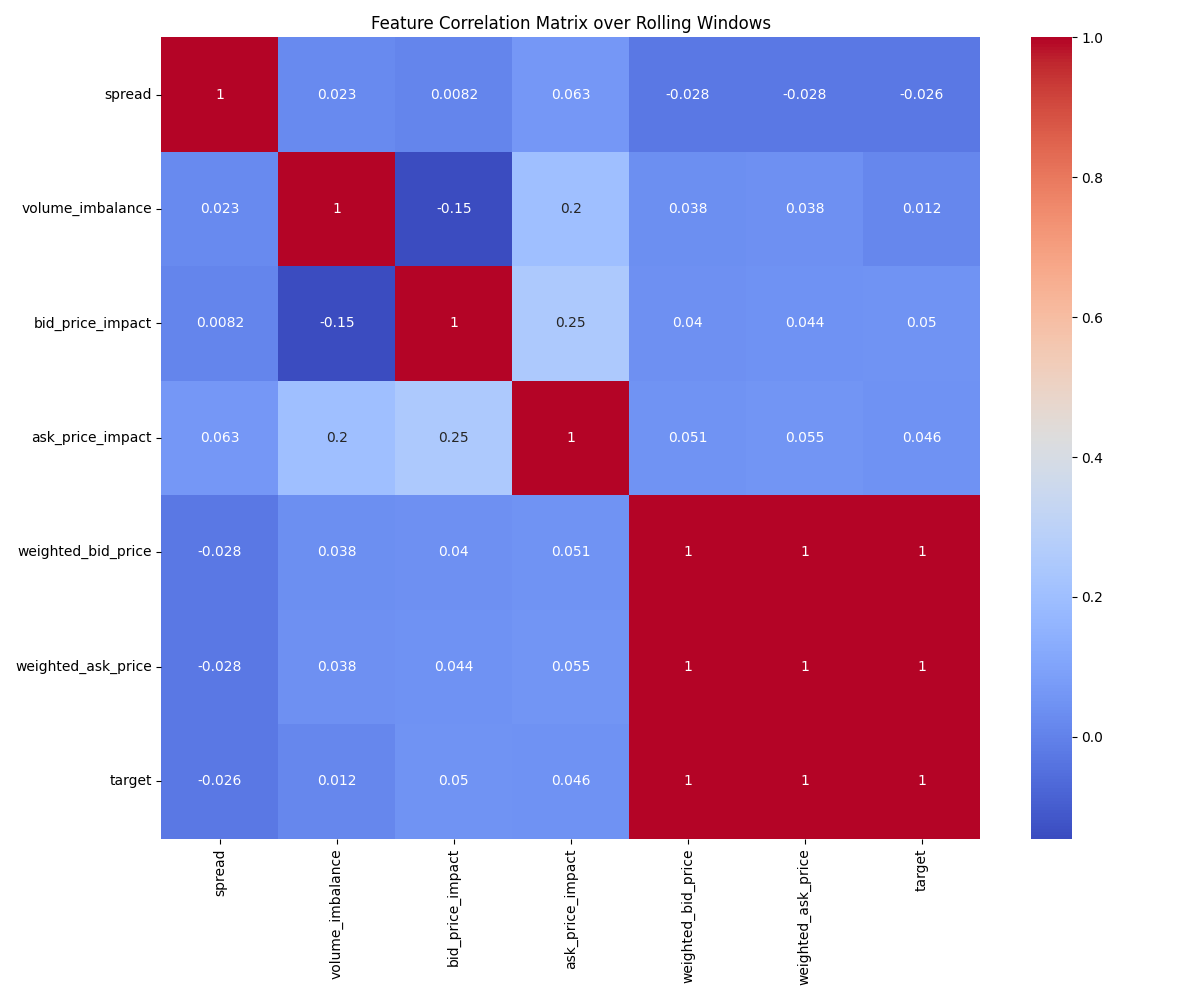 Feature Correlation Matrix over Rolling Windows
spread 1 0.023 0.0082 0.063 -0.028 -0.028 -0.026
volume_imbalance 0.023 1 -0.15 0.2 0.038 0.038 0.012
bid_price_impact 0.0082 -0.15 1 0.25 0.04 0.044 0.05
ask_price_impact 0.063 0.2 0.25 1 0.051 0.055 0.046
weighted_bid_price -0.028 0.038 0.04 0.051 1 1 1
weighted_ask_price -0.028 0.038 0.044 0.055 1 1 1
target -0.026 0.012 0.05 0.046 1 1 1
spread
volume_imbalance
bid_price_impact
ask_price_impact
weighted_bid_price
weighted_ask_price
target
1.0
0.8
0.6
0.4
0.2
0.0